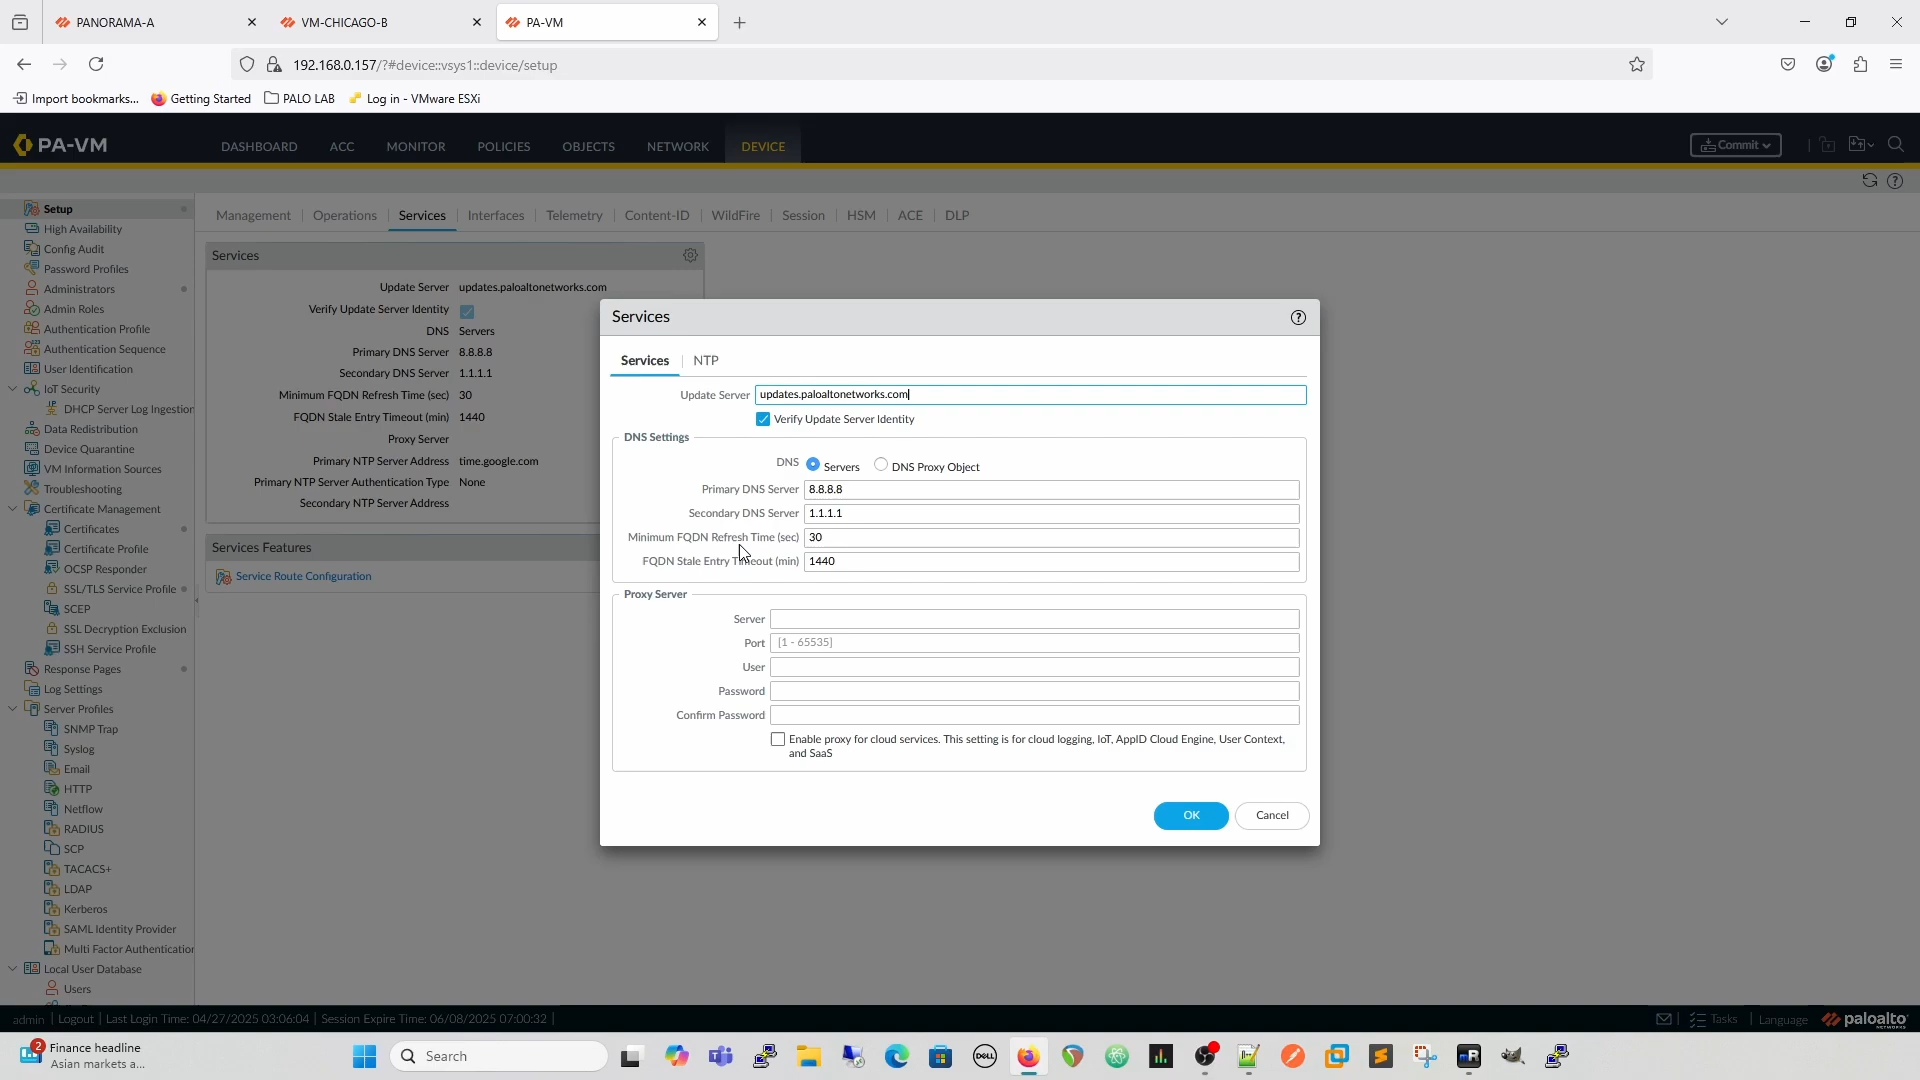 PANORAMA-A
VM-CHICAGO-B
PA-VM
192.168.0.157/?#device::vsys1::device/setup
Import bookmarks...
Getting Started
PALO LAB
Log in - VMware ESXi
PA-VM
DASHBOARD
ACC
MONITOR
POLICIES
OBJECTS
NETWORK
DEVICE
Commit
Setup
High Availability
Config Audit
Password Profiles
Administrators
Admin Roles
Authentication Profile
Authentication Sequence
User Identification
IoT Security
DHCP Server Log Ingestion
Data Redistribution
Device Quarantine
VM Information Sources
Troubleshooting
Certificate Management
Certificates
Certificate Profile
OCSP Responder
SSL/TLS Service Profile
SCEP
SSL Decryption Exclusion
SSH Service Profile
Response Pages
Log Settings
Server Profiles
SNMP Trap
Syslog
Email
HTTP
Netflow
RADIUS
SCP
TACACS+
LDAP
Kerberos
SAML Identity Provider
Multi Factor Authentication
Local User Database
Users
Management
Operations
Services
Interfaces
Telemetry
Content-ID
WildFire
Session
HSM
ACE
DLP
Services
Update Server updates.paloaltonetworks.com
Verify Update Server Identity
DNS Servers
Primary DNS Server 8.8.8.8
Secondary DNS Server 1.1.1.1
Minimum FQDN Refresh Time (sec) 30
FQDN Stale Entry Timeout (min) 1440
Proxy Server
Primary NTP Server Address time.google.com
Primary NTP Server Authentication Type None
Secondary NTP Server Address
Services Features
Service Route Configuration
Services
Services
NTP
Update Server updates.paloaltonetworks.com
Verify Update Server Identity
DNS Settings
DNS Servers DNS Proxy Object
Primary DNS Server 8.8.8.8
Secondary DNS Server 1.1.1.1
Minimum FQDN Refresh Time (sec) 30
FQDN Stale Entry Timeout (min) 1440
Proxy Server
Server
Port [1 - 65535]
User
Password
Confirm Password
Enable proxy for cloud services. This setting is for cloud logging, IoT, AppID Cloud Engine, User Context,
and SaaS
OK
Cancel
admin | Logout | Last Login Time: 04/27/2025 03:06:04 | Session Expire Time: 06/08/2025 07:00:32 |
Tasks | Language
paloalto
NETWORKS
2
Finance headline
Asian markets a...
Search
DELL